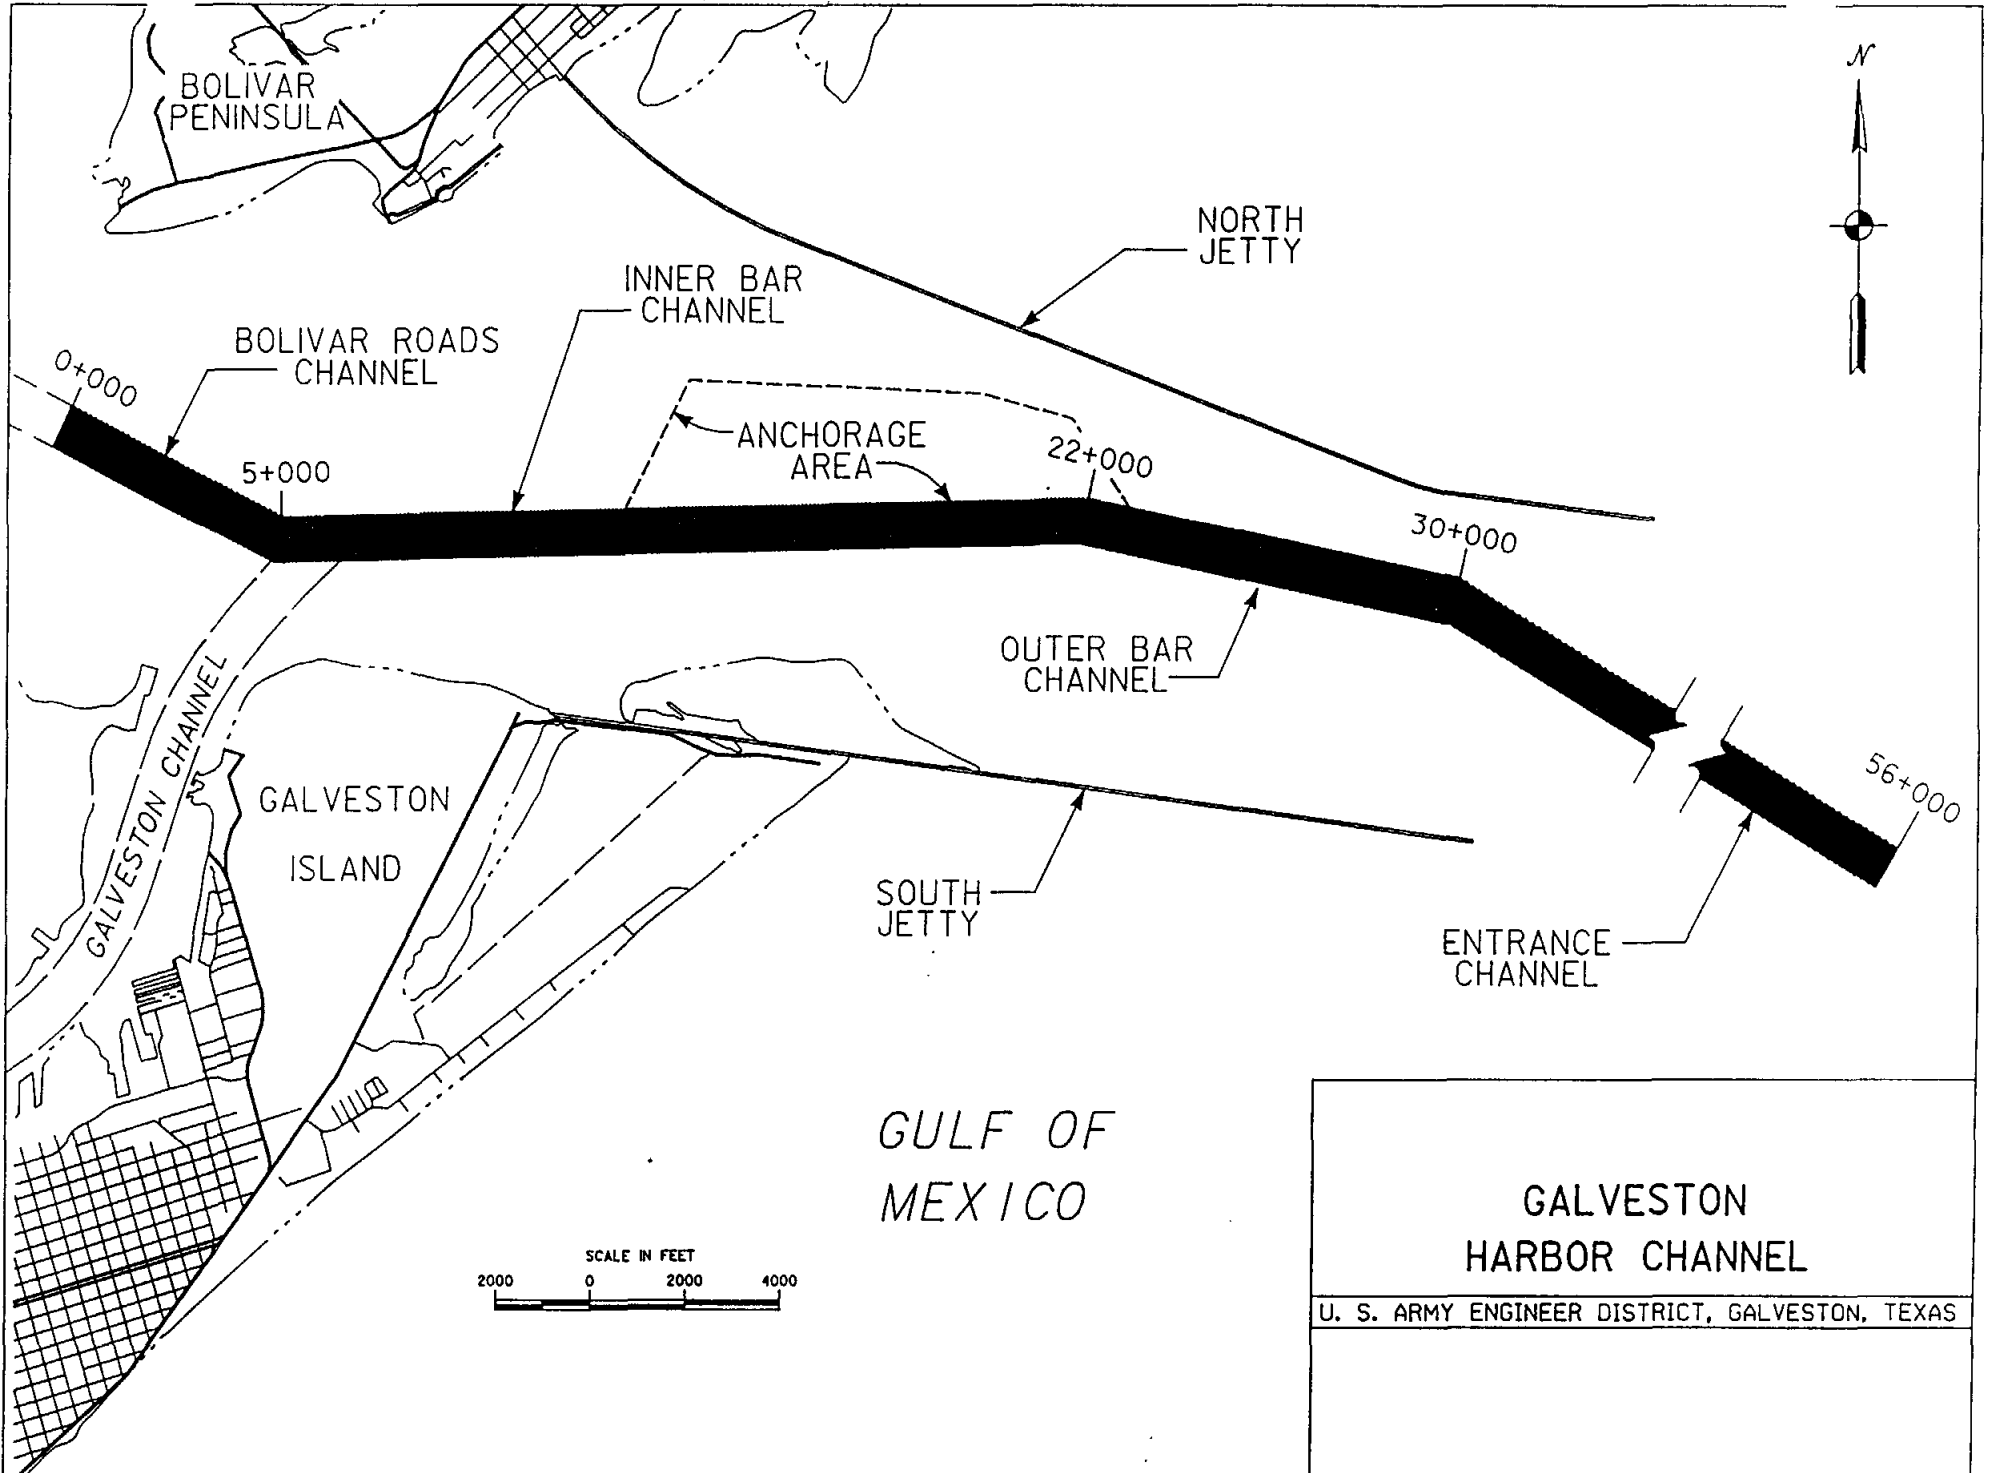 N
BOLIVAR
PENINSULA
NORTH
JETTY
INNER BAR
CHANNEL
BOLIVAR ROADS
CHANNEL
0+000
5+000
ANCHORAGE
AREA
22+000
30+000
OUTER BAR
CHANNEL
56+000
GALVESTON CHANNEL
GALVESTON
ISLAND
SOUTH
JETTY
ENTRANCE
CHANNEL
GULF OF
MEXICO
SCALE IN FEET
2000 0 2000 4000
GALVESTON
HARBOR CHANNEL
U. S. ARMY ENGINEER DISTRICT, GALVESTON, TEXAS